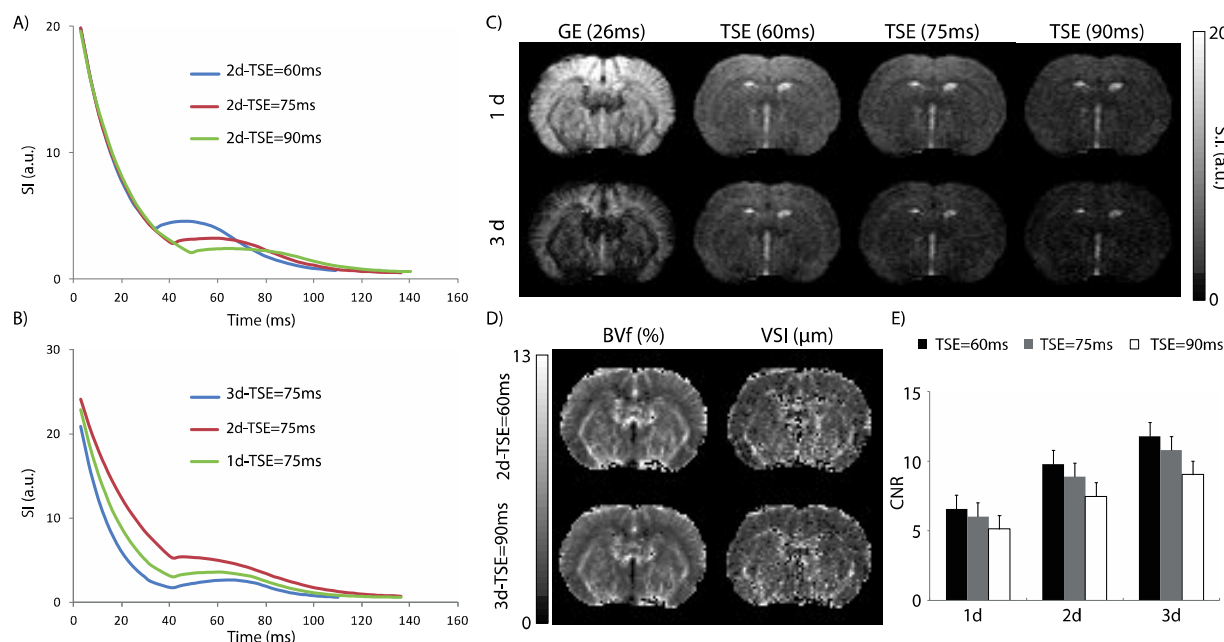 A)
20
10
0
SI (a.u.)
2d-TSE=60ms
2d-TSE=75ms
2d-TSE=90ms
0 20 40 60 80 100 120 140 160
Time (ms)
B)
30
20
10
0
SI (a.u.)
3d-TSE=75ms
2d-TSE=75ms
1d-TSE=75ms
0 20 40 60 80 100 120 140 160
Time (ms)
C)
GE (26ms) TSE (60ms) TSE (75ms) TSE (90ms)
1 d
3 d
20
S.I. (a.u.)
0
D)
BVf (%) VSI (μm)
13
0
2d-TSE=60ms
3d-TSE=90ms
E)
TSE=60ms TSE=75ms TSE=90ms
15
10
5
0
CNR
1d 2d 3d